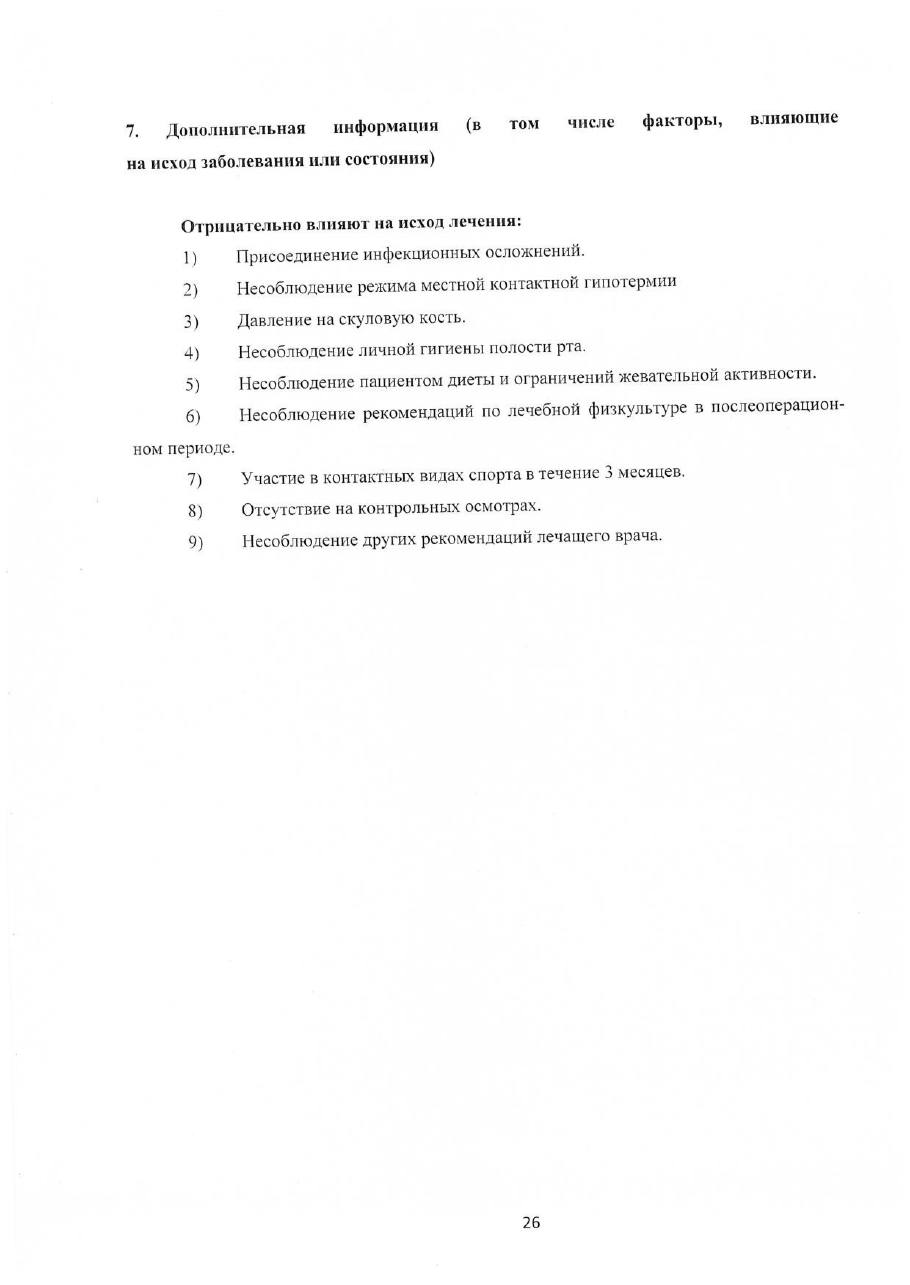 7. Дополнительная информация (в том числе факторы, влияющие
на исход заболевания или состояния)
Отрицательно влияют на исход лечения:
1) Присоединение инфекционных осложнений.
2) Несоблюдение режима местной контактной гипотермии
3) Давление на скуловую кость.
4) Несоблюдение личной гигиены полости рта.
5) Несоблюдение пациентом диеты и ограничений жевательной активности.
6) Несоблюдение рекомендаций по лечебной физкультуре в послеоперацион-
ном периоде.
7) Участие в контактных видах спорта в течение 3 месяцев.
8) Отсутствие на контрольных осмотрах.
9) Несоблюдение других рекомендаций лечащего врача.
26